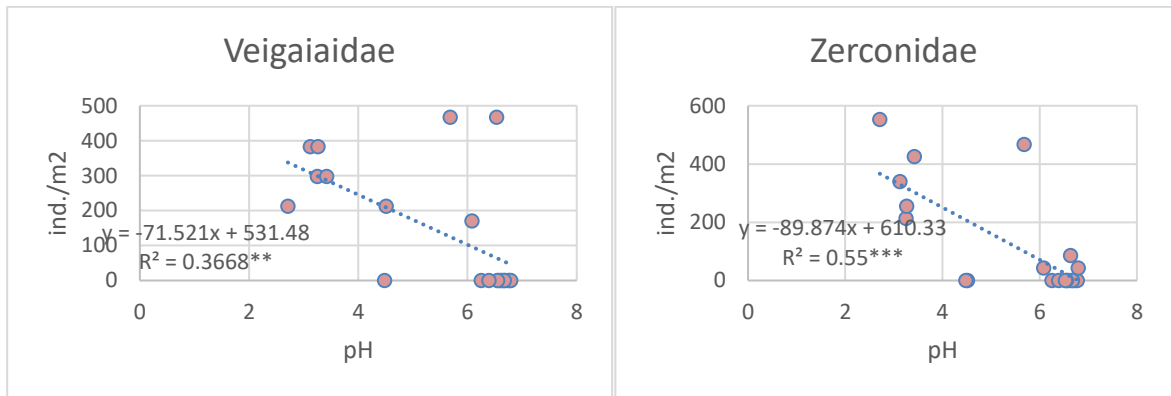 Veigaiaidae
500
400
300
200
100
0
0 2 4 6 8
ind./m2
pH
y = -71.521x + 531.48
R² = 0.3668**
Zerconidae
600
400
200
0
0 2 4 6 8
ind./m2
pH
y = -89.874x + 610.33
R² = 0.55***